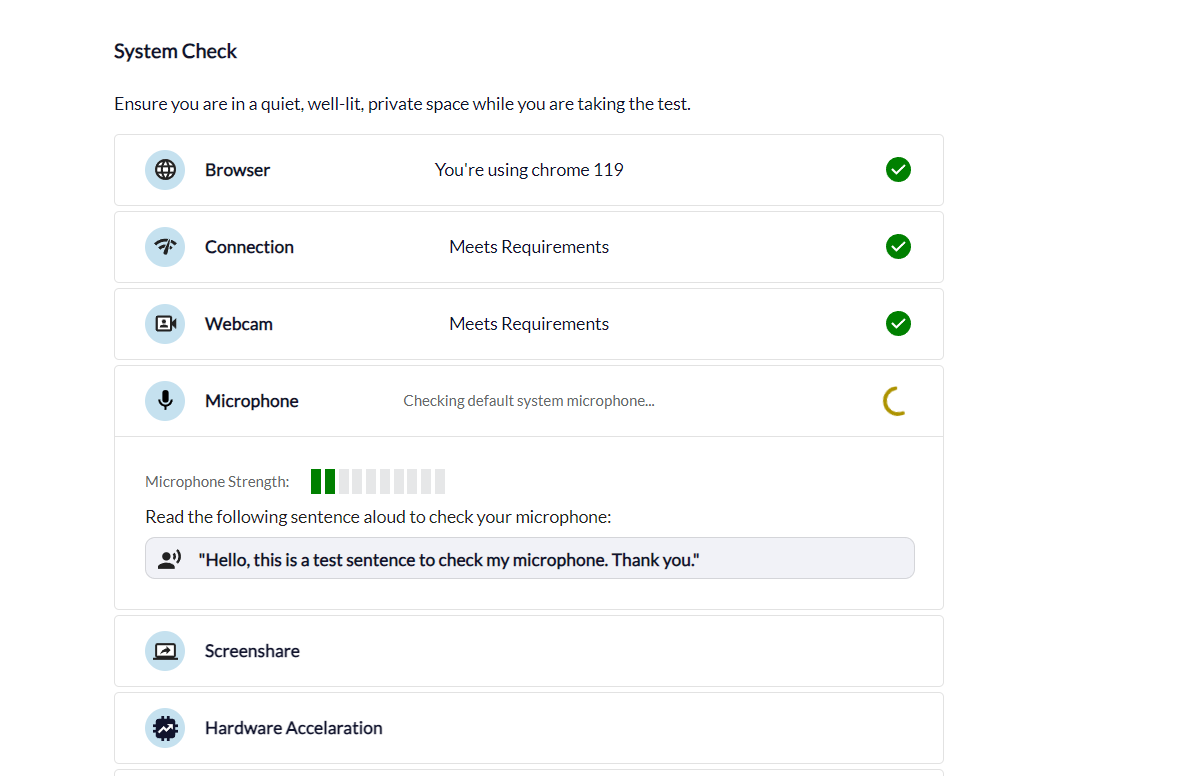 System Check
Ensure you are in a quiet, well-lit, private space while you are taking the test.
Browser You're using chrome 119
Connection Meets Requirements
Webcam Meets Requirements
Microphone Checking default system microphone...
Microphone Strength:
Read the following sentence aloud to check your microphone:
"Hello, this is a test sentence to check my microphone. Thank you."
Screenshare
Hardware Accelaration